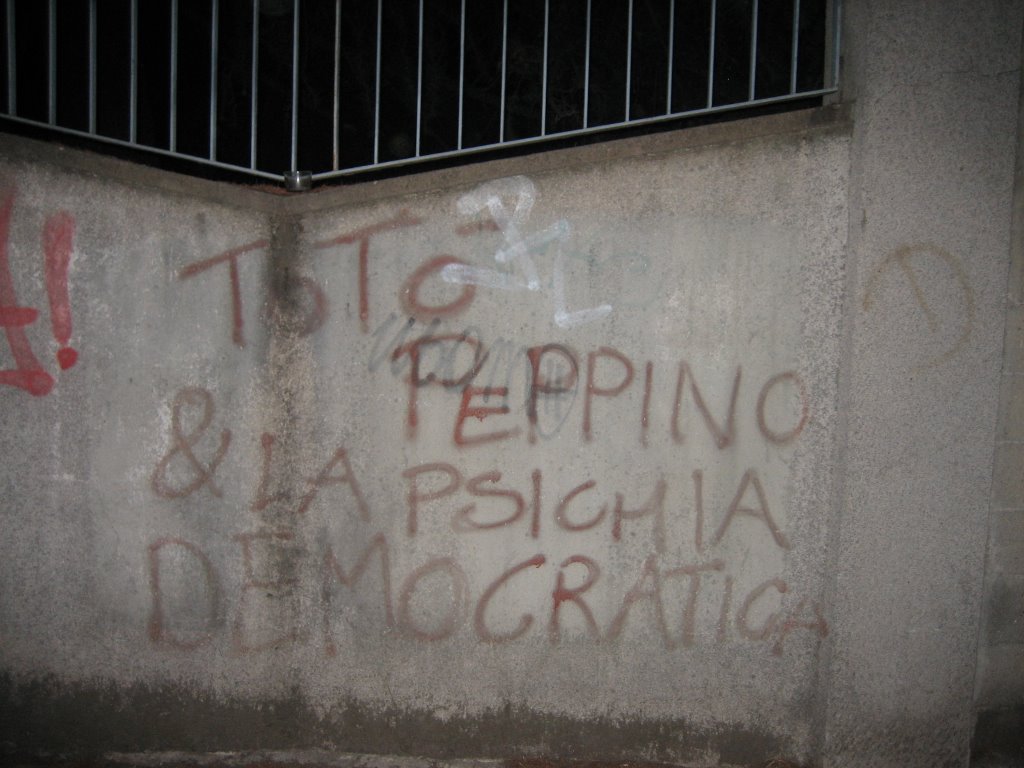 TOTÒ
PEPPINO
& LA PSICHIA
DEMOCRATICA
!